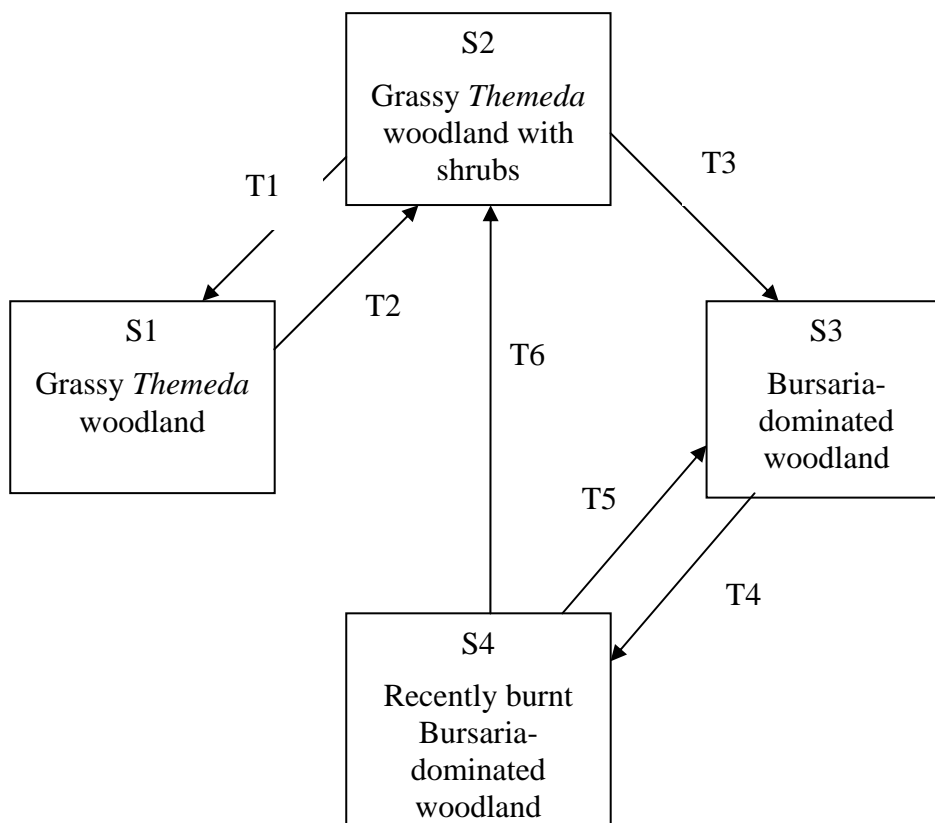 S2
Grassy Themeda
woodland with
shrubs
T1
T3
T2
S1
Grassy Themeda
woodland
T6
S3
Bursaria-
dominated
woodland
T5
T4
S4
Recently burnt
Bursaria-
dominated
woodland